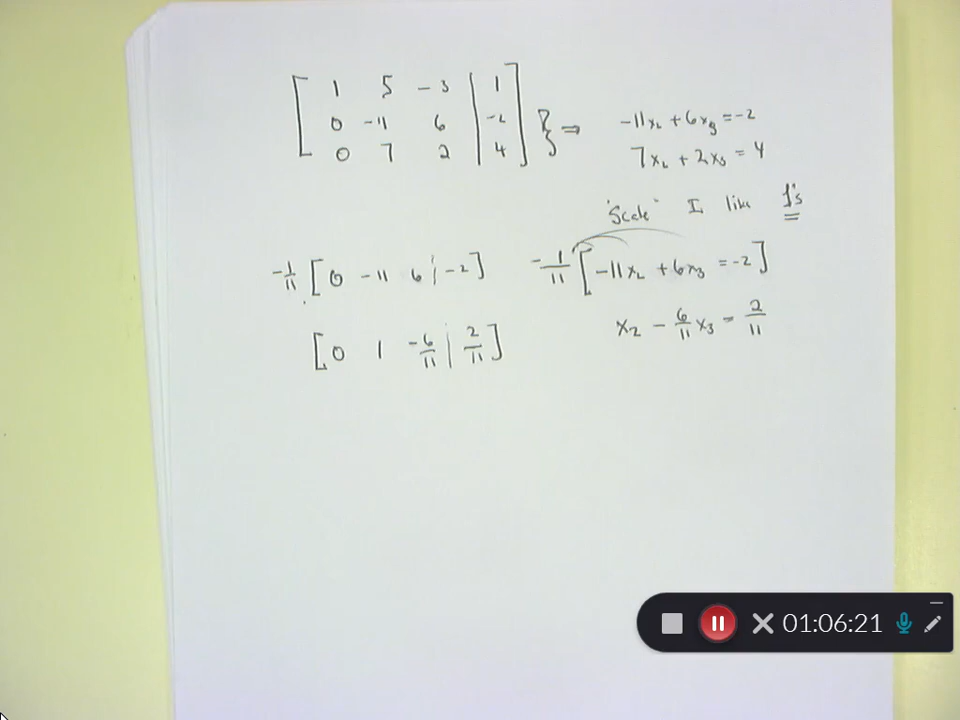 [ 1 5 -3 | 1 ]
[ 0 -11 6 | -2 ] } ⇒ -11x₂ + 6x₃ = -2
[ 0 7 2 | 4 ] 7x₂ + 2x₃ = 4
"Scale" I like 1's
-1/11 [ 0 -11 6 | -2 ] -1/11 [ -11x₂ + 6x₃ = -2 ]
[ 0 1 -6/11 | 2/11 ] x₂ - 6/11 x₃ = 2/11
01:06:21